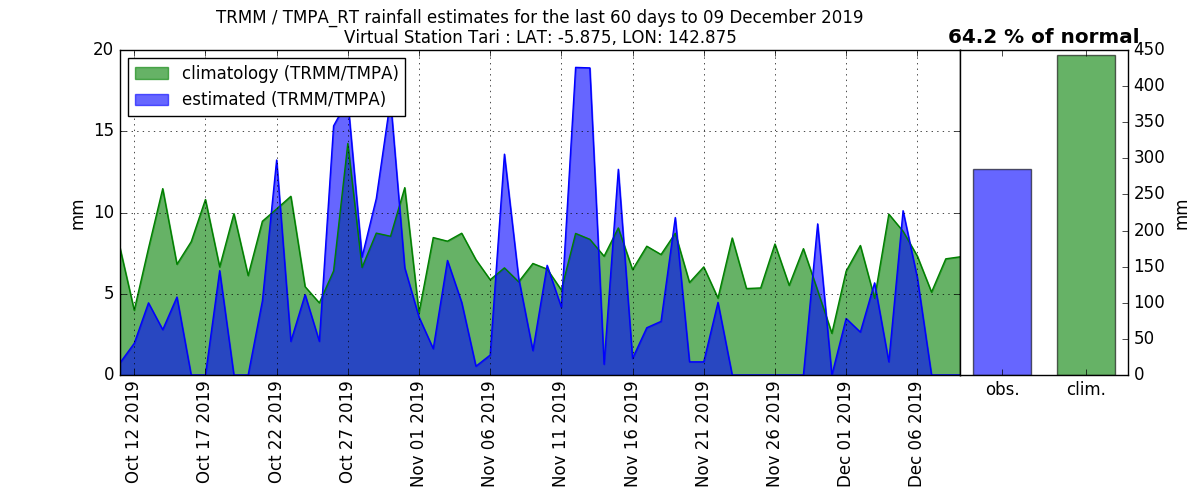 TRMM / TMPA_RT rainfall estimates for the last 60 days to 09 December 2019
Virtual Station Tari : LAT: -5.875, LON: 142.875
64.2 % of normal
climatology (TRMM/TMPA)
estimated (TRMM/TMPA)
20
15
10
5
0
mm
450
400
350
300
250
200
150
100
50
0
mm
Oct 12 2019
Oct 17 2019
Oct 22 2019
Oct 27 2019
Nov 01 2019
Nov 06 2019
Nov 11 2019
Nov 16 2019
Nov 21 2019
Nov 26 2019
Dec 01 2019
Dec 06 2019
obs.
clim.